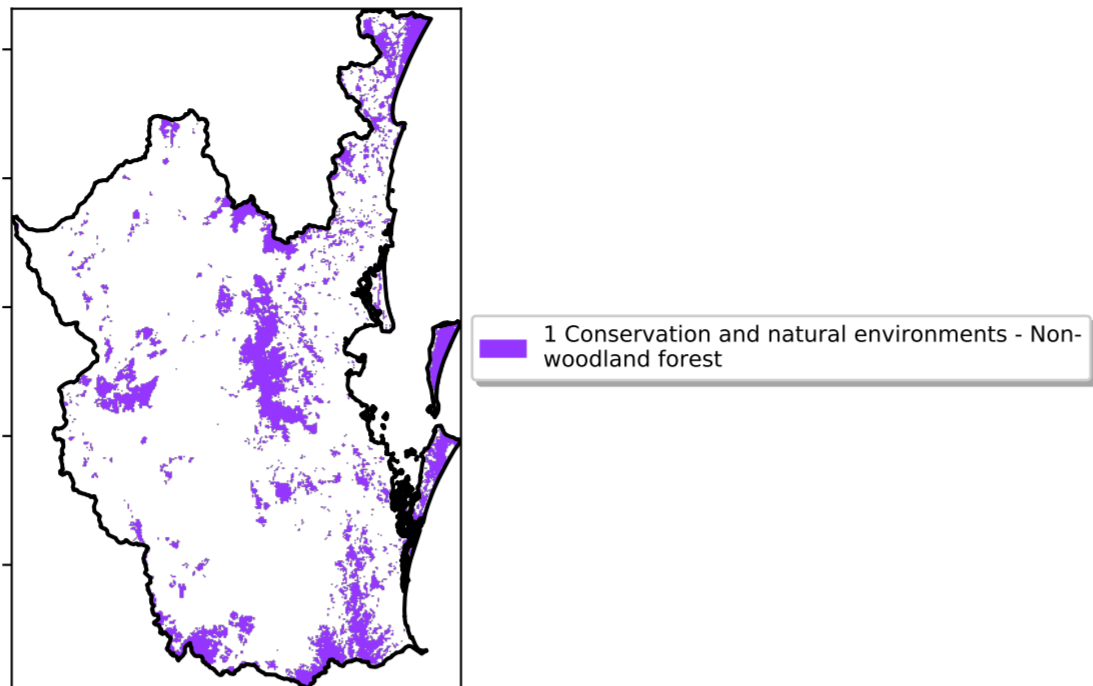 1 Conservation and natural environments - Non-
woodland forest